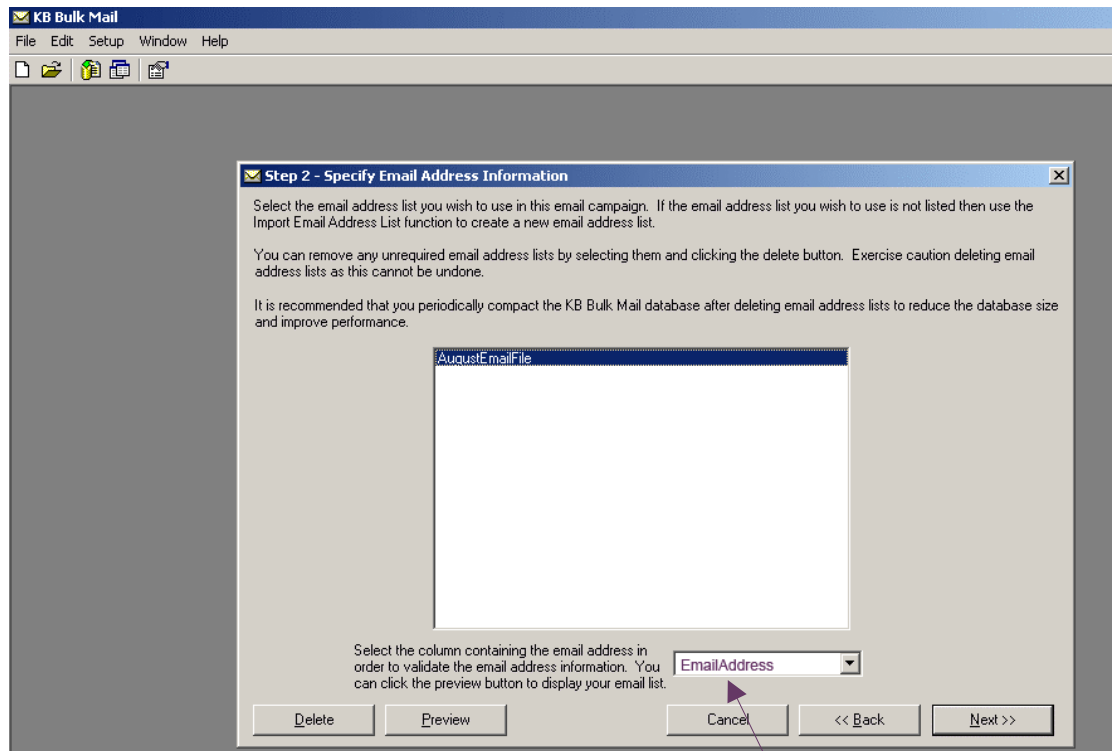 KB Bulk Mail
File Edit Setup Window Help
Step 2 - Specify Email Address Information
Select the email address list you wish to use in this email campaign. If the email address list you wish to use is not listed then use the
Import Email Address List function to create a new email address list.
You can remove any unrequired email address lists by selecting them and clicking the delete button. Exercise caution deleting email
address lists as this cannot be undone.
It is recommended that you periodically compact the KB Bulk Mail database after deleting email address lists to reduce the database size
and improve performance.
AugustEmailFile
Select the column containing the email address in
order to validate the email address information. You
can click the preview button to display your email list.
EmailAddress
Delete Preview Cancel << Back Next >>